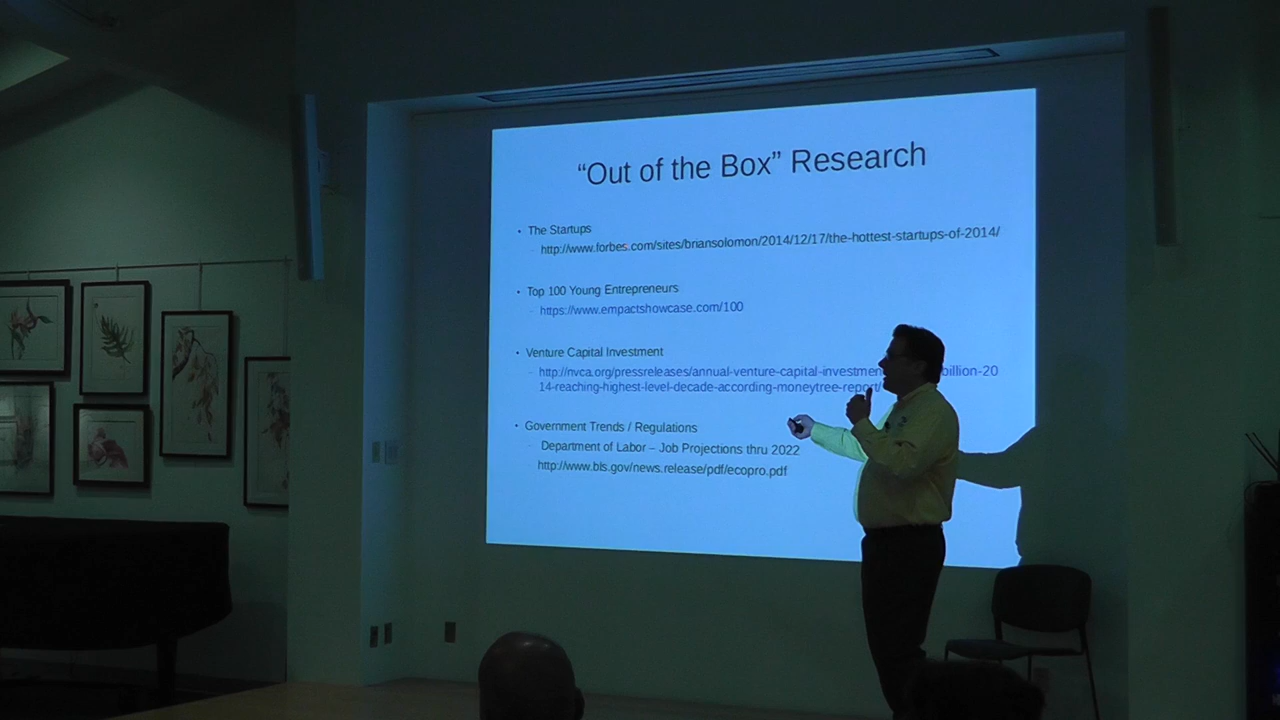 “Out of the Box” Research
• The Startups
– http://www.forbes.com/sites/briansolomon/2014/12/17/the-hottest-startups-of-2014/
• Top 100 Young Entrepreneurs
– https://www.empactshowcase.com/100
• Venture Capital Investment
– http://nvca.org/pressreleases/annual-venture-capital-investment billion-20
14-reaching-highest-level-decade-according-moneytree-report/
• Government Trends / Regulations
– Department of Labor – Job Projections thru 2022
http://www.bls.gov/news.release/pdf/ecopro.pdf